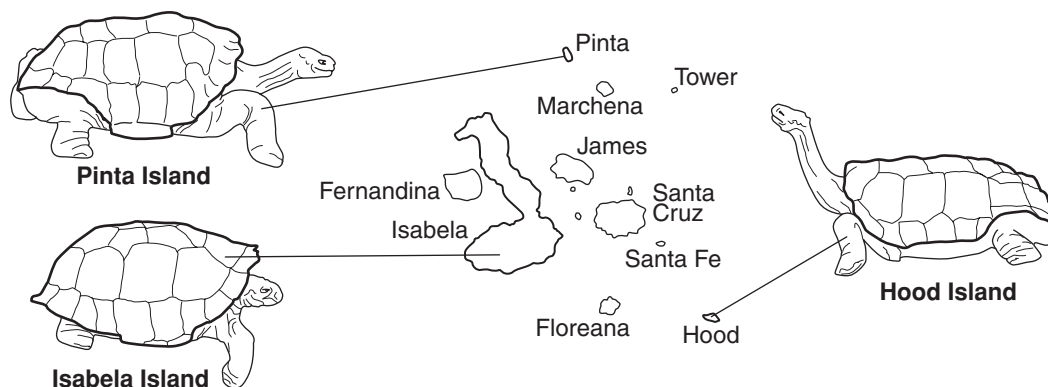 Pinta
Tower
Marchena
James
Pinta Island
Fernandina
Santa
Cruz
Isabela
Santa Fe
Hood Island
Floreana
Hood
Isabela Island